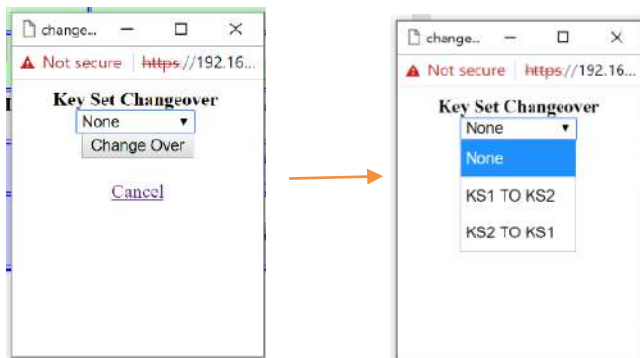 change...
Not secure https://192.16...
Key Set Changeover
None
Change Over
Cancel
change...
Not secure https://192.16...
Key Set Changeover
None
None
KS1 TO KS2
KS2 TO KS1